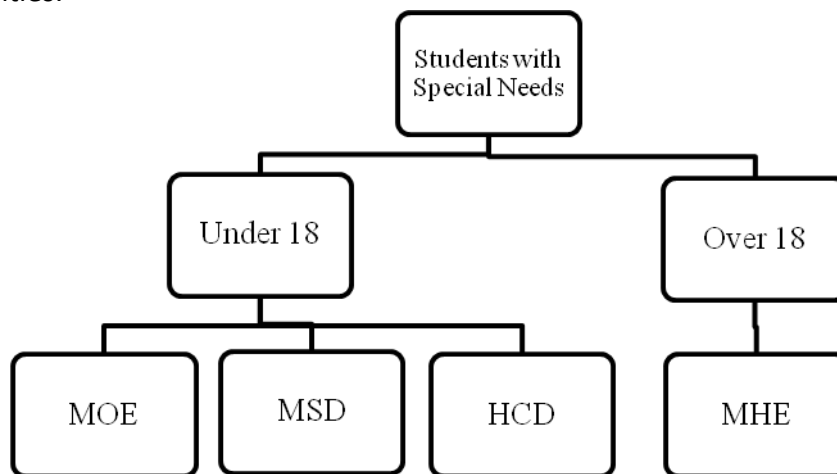 Students with
Special Needs
Under 18
Over 18
MOE
MSD
HCD
MHE